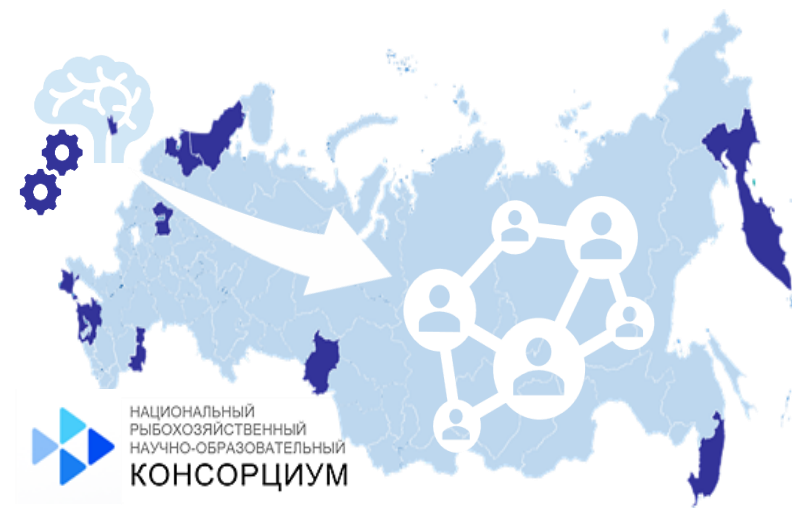 НАЦИОНАЛЬНЫЙ
РЫБОХОЗЯЙСТВЕННЫЙ
НАУЧНО-ОБРАЗОВАТЕЛЬНЫЙ
КОНСОРЦИУМ